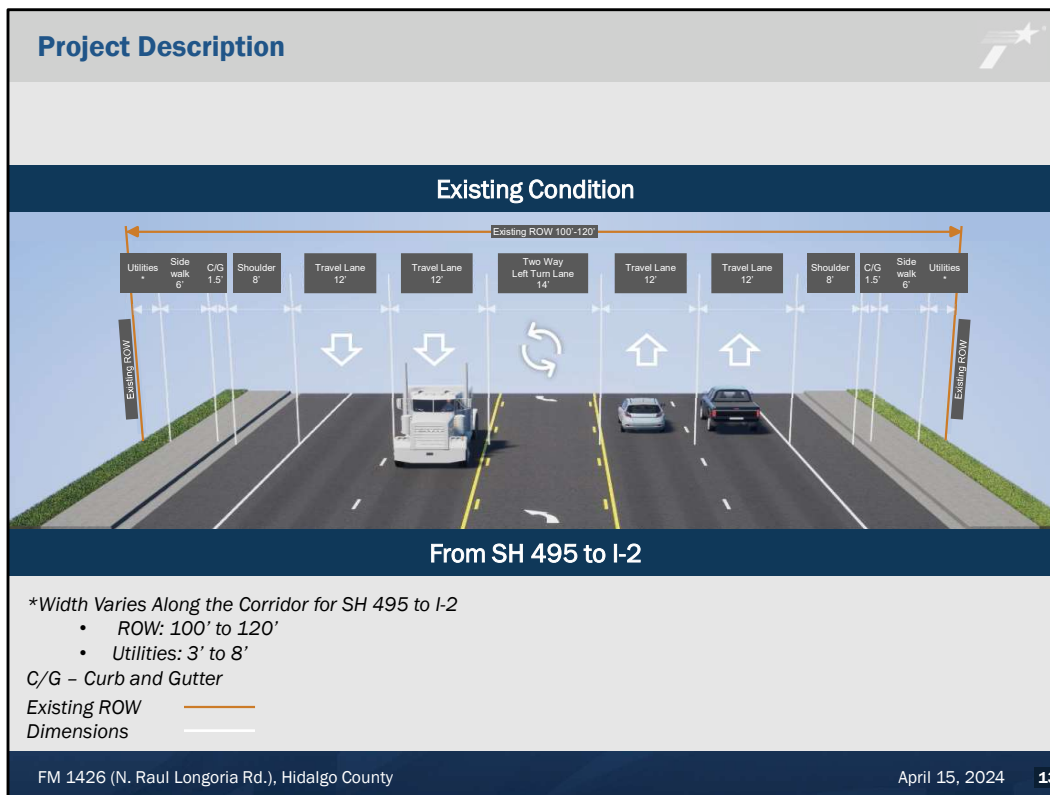 Project Description
Existing Condition
Existing ROW 100’-120’
Utilities
*
Side
walk
6’
C/G
1.5’
Shoulder
8’
Travel Lane
12’
Travel Lane
12’
Two Way
Left Turn Lane
14’
Travel Lane
12’
Travel Lane
12’
Shoulder
8’
C/G
1.5’
Side
walk
6’
Utilities
*
Existing ROW
Existing ROW
From SH 495 to I-2
*Width Varies Along the Corridor for SH 495 to I-2
• ROW: 100’ to 120’
• Utilities: 3’ to 8’
C/G – Curb and Gutter
Existing ROW
Dimensions
FM 1426 (N. Raul Longoria Rd.), Hidalgo County
April 15, 2024